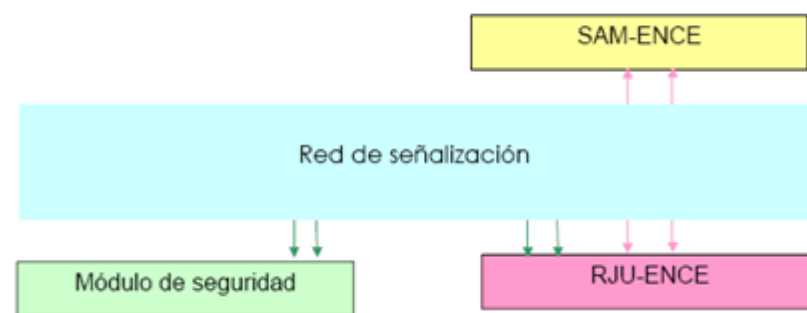 SAM-ENCE
Red de señalización
Módulo de seguridad
RJU-ENCE